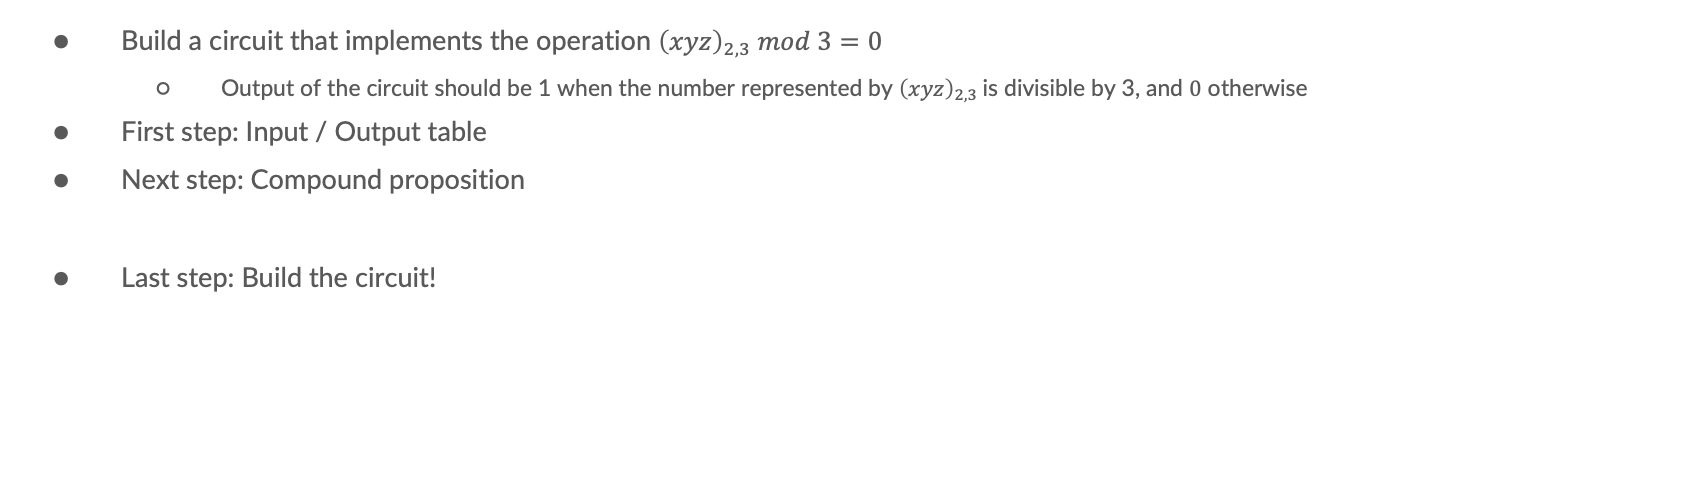 ● Build a circuit that implements the operation (𝑥𝑦𝑧)₂,₃ 𝑚𝑜𝑑 3 = 0
○ Output of the circuit should be 1 when the number represented by (𝑥𝑦𝑧)₂,₃ is divisible by 3, and 0 otherwise
● First step: Input / Output table
● Next step: Compound proposition
● Last step: Build the circuit!